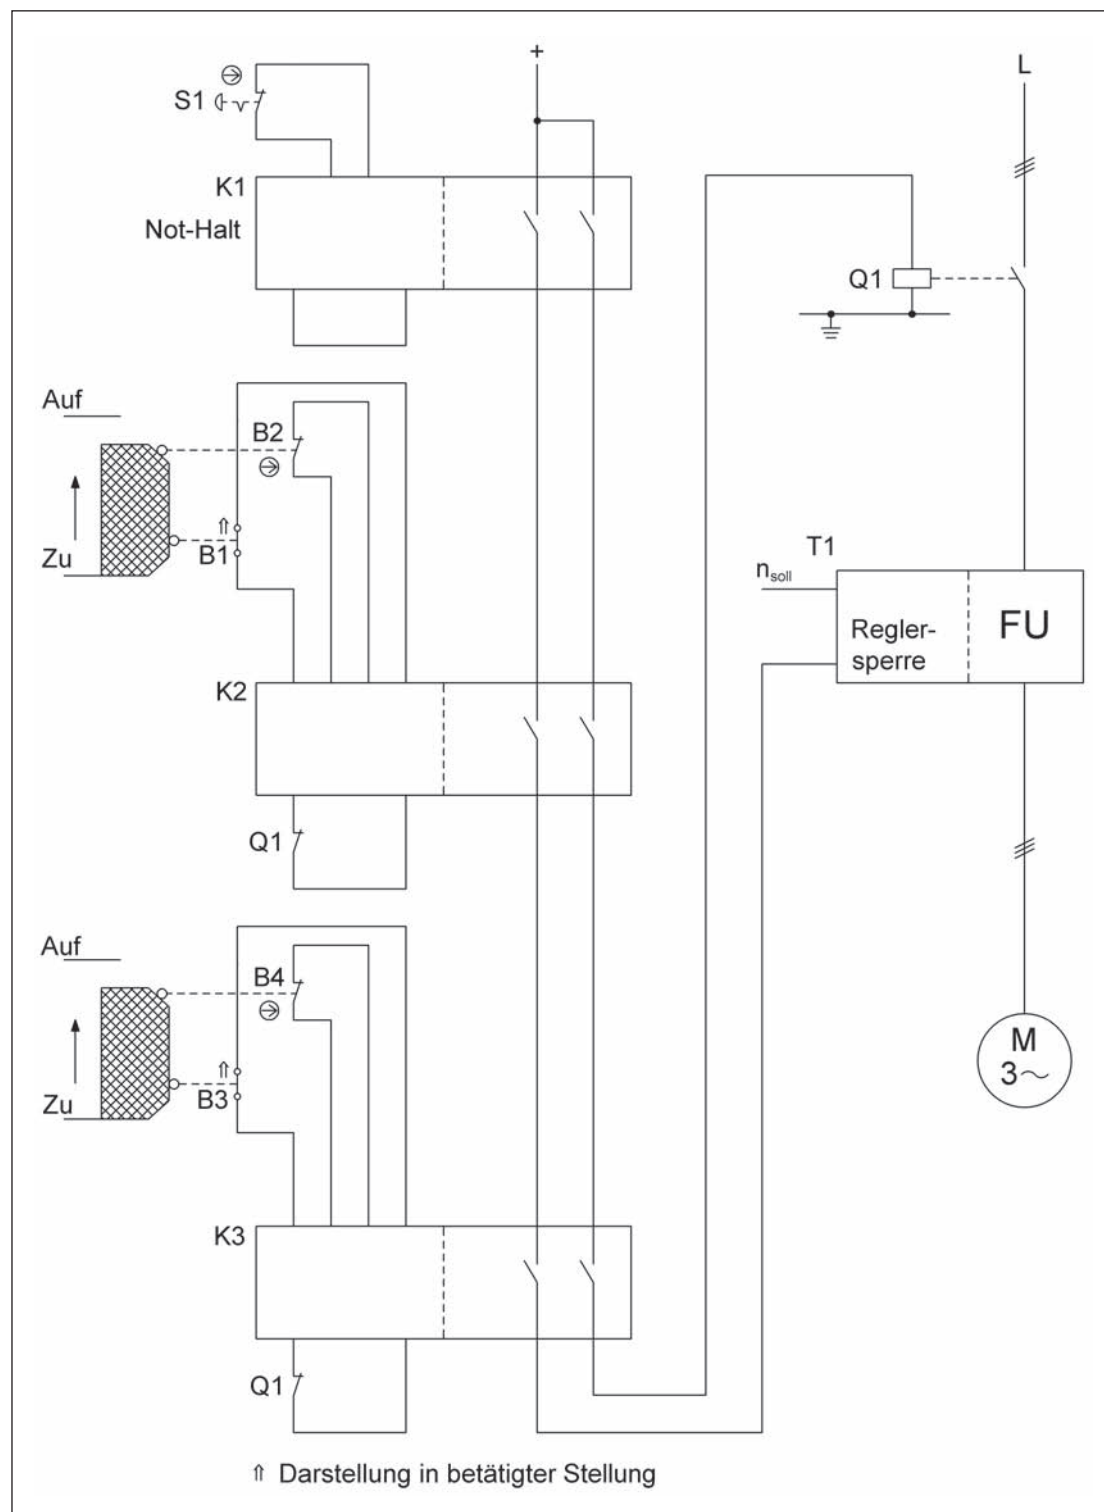 +
L
S1
K1
Not-Halt
Q1
Auf
B2
B1
Zu
T1
n_soll
Regler-
sperre
FU
K2
Q1
Auf
B4
B3
Zu
M
3~
K3
Q1
⇑ Darstellung in betätigter Stellung